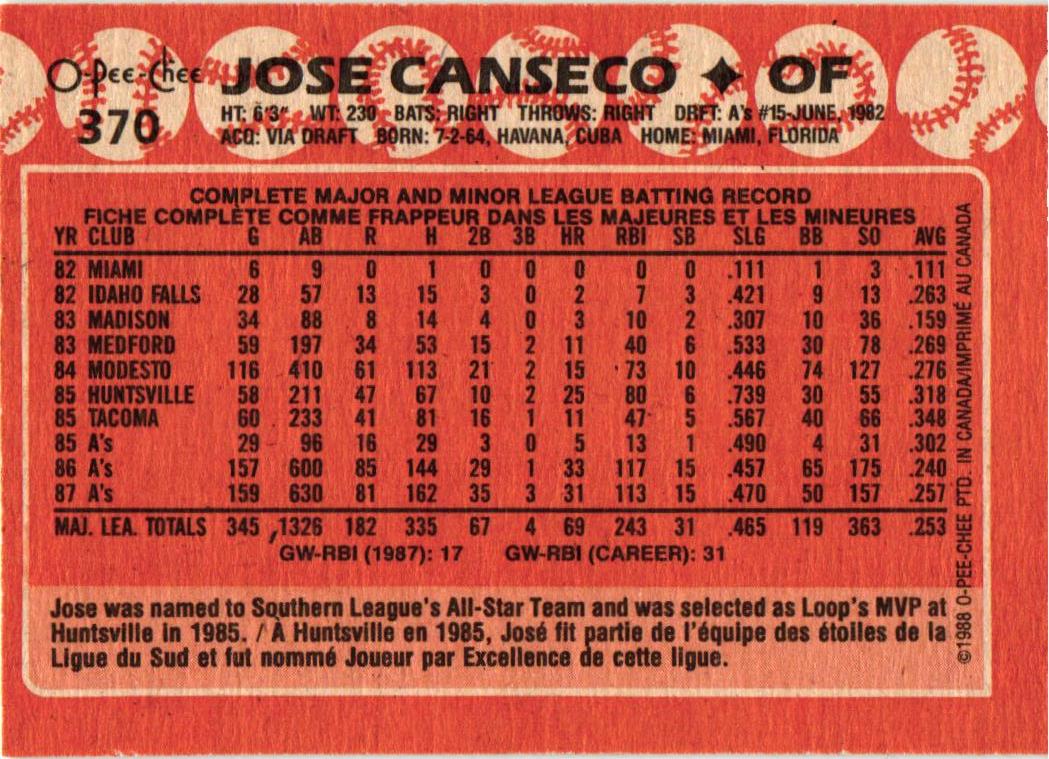 O-Pee-Chee JOSE CANSECO ✦ OF
370 HT: 6'3" WT: 230 BATS: RIGHT THROWS: RIGHT DRFT: A's #15-JUNE, 1982
ACQ: VIA DRAFT BORN: 7-2-64, HAVANA, CUBA HOME: MIAMI, FLORIDA
COMPLETE MAJOR AND MINOR LEAGUE BATTING RECORD
FICHE COMPLÈTE COMME FRAPPEUR DANS LES MAJEURES ET LES MINEURES
YR CLUB G AB R H 2B 3B HR RBI SB SLG BB SO AVG
82 MIAMI 6 9 0 1 0 0 0 0 0 .111 1 3 .111
82 IDAHO FALLS 28 57 13 15 3 0 2 7 3 .421 9 13 .263
83 MADISON 34 88 8 14 4 0 3 10 2 .307 10 36 .159
83 MEDFORD 59 197 34 53 15 2 11 40 6 .533 30 78 .269
84 MODESTO 116 410 61 113 21 2 15 73 10 .446 74 127 .276
85 HUNTSVILLE 58 211 47 67 10 2 25 80 6 .739 30 55 .318
85 TACOMA 60 233 41 81 16 1 11 47 5 .567 40 66 .348
85 A's 29 96 16 29 3 0 5 13 1 .490 4 31 .302
86 A's 157 600 85 144 29 1 33 117 15 .457 65 175 .240
87 A's 159 630 81 162 35 3 31 113 15 .470 50 157 .257
MAJ. LEA. TOTALS 345 1326 182 335 67 4 69 243 31 .465 119 363 .253
GW-RBI (1987): 17 GW-RBI (CAREER): 31
Jose was named to Southern League's All-Star Team and was selected as Loop's MVP at
Huntsville in 1985. / À Huntsville en 1985, José fit partie de l'équipe des étoiles de la
Ligue du Sud et fut nommé Joueur par Excellence de cette ligue.
©1988 O-PEE-CHEE PTD. IN CANADA/IMPRIMÉ AU CANADA